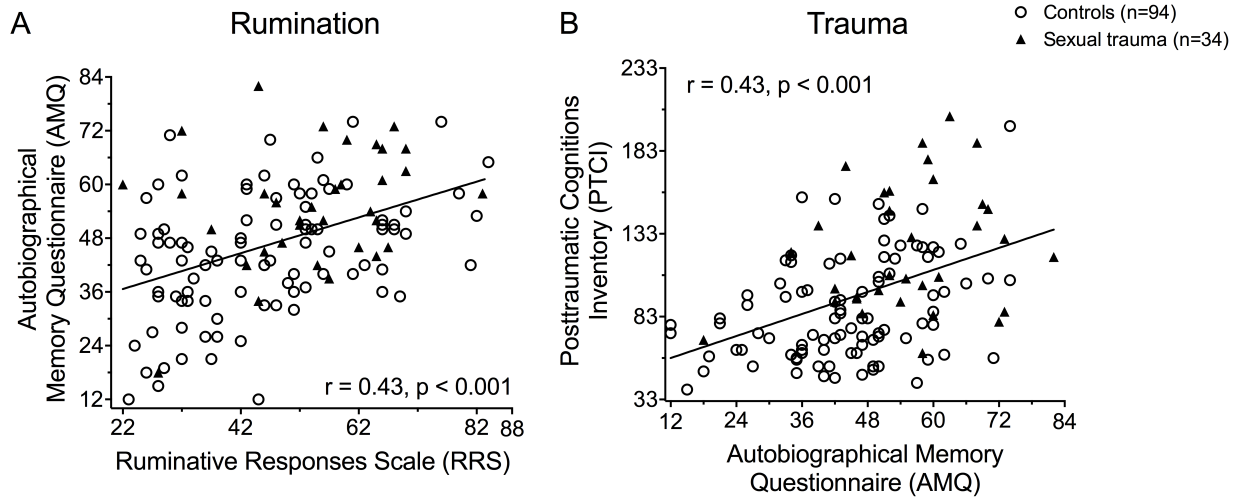 A
Rumination
Autobiographical
Memory Questionnaire (AMQ)
84
72
60
48
36
24
12
r = 0.43, p < 0.001
22
42
62
82
88
Ruminative Responses Scale (RRS)
B
Trauma
Controls (n=94)
Sexual trauma (n=34)
Posttraumatic Cognitions
Inventory (PTCI)
233
183
133
83
33
r = 0.43, p < 0.001
12
24
36
48
60
72
84
Autobiographical Memory
Questionnaire (AMQ)